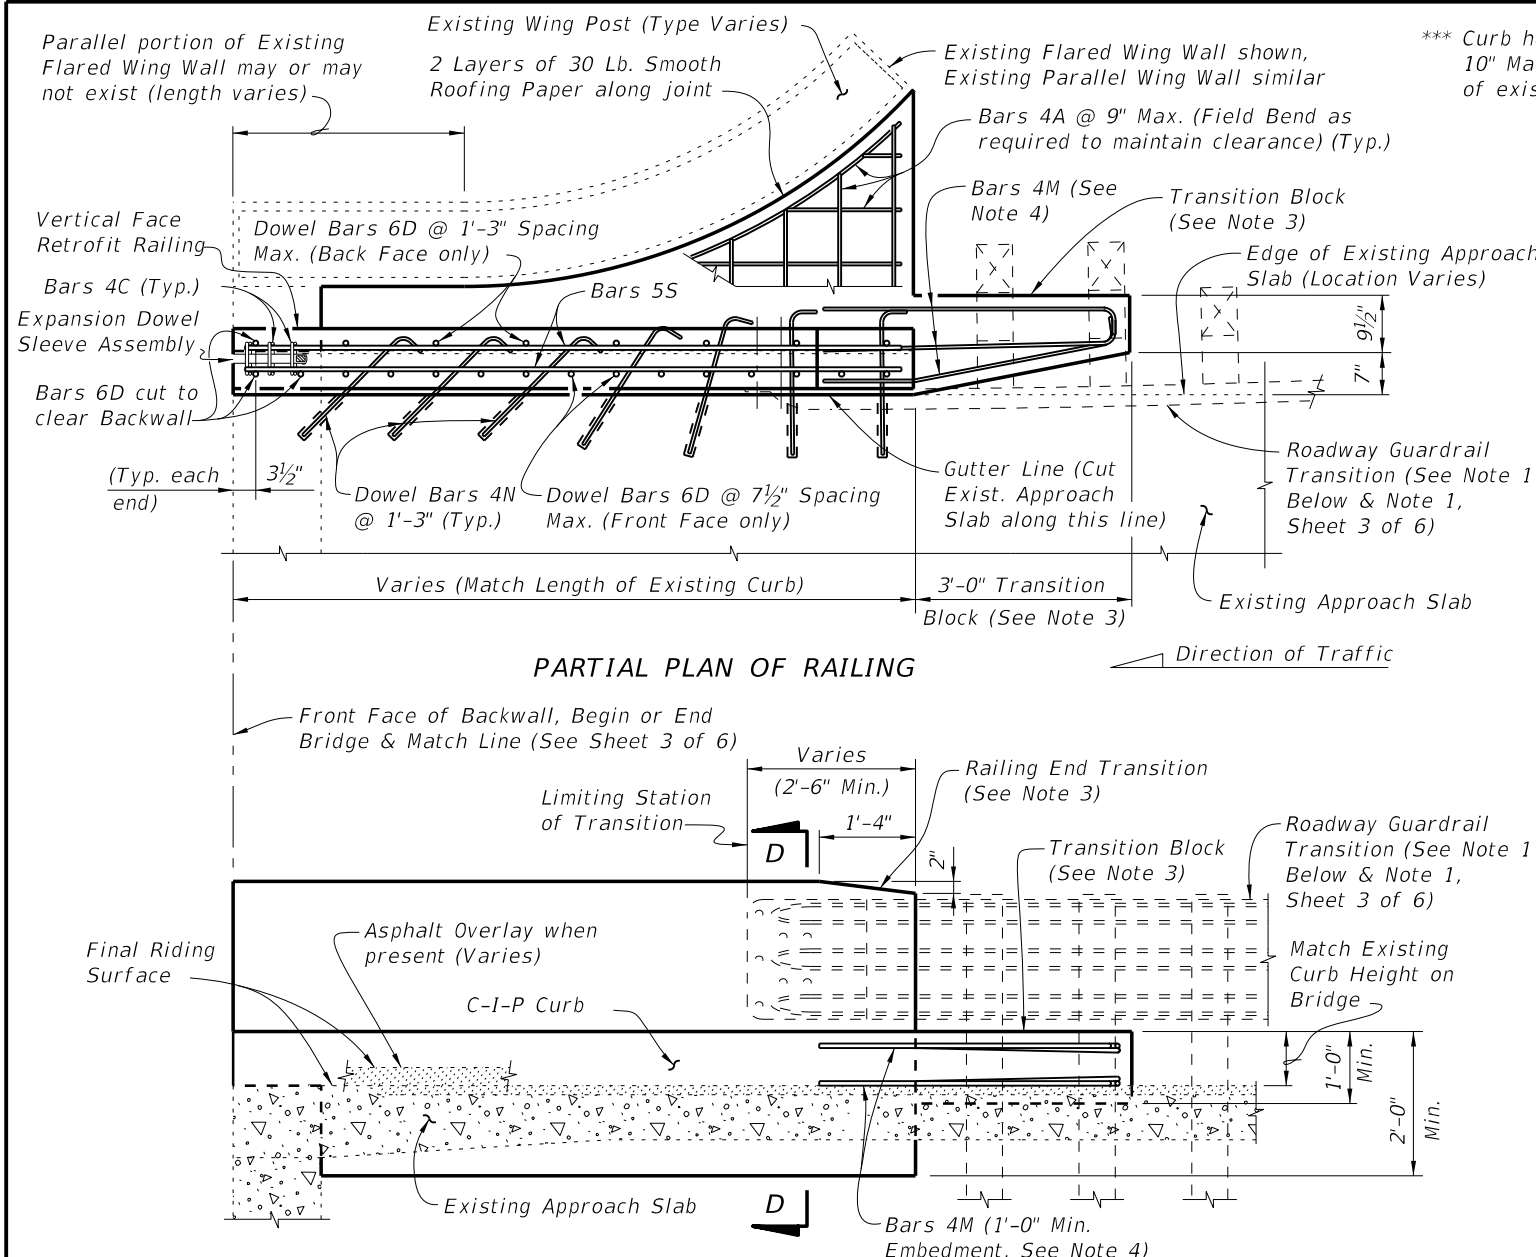 Parallel portion of Existing
Flared Wing Wall may or may
not exist (length varies)
Existing Wing Post (Type Varies)
2 Layers of 30 Lb. Smooth
Roofing Paper along joint
Existing Flared Wing Wall shown,
Existing Parallel Wing Wall similar
*** Curb
10"
of
Bars 4A @ 9" Max. (Field Bend as
required to maintain clearance) (Typ.)
Bars 4M (See
Note 4)
Transition Block
(See Note 3)
Edge of Existing Approach
Slab (Location Varies)
Vertical Face
Retrofit Railing
Dowel Bars 6D @ 1'-3" Spacing
Max. (Back Face only)
Bars 4C (Typ.)
Bars 5S
Expansion Dowel
Sleeve Assembly
Bars 6D cut to
clear Backwall
9½"
7"
(Typ. each
end)
3½"
Dowel Bars 4N
@ 1'-3" (Typ.)
Dowel Bars 6D @ 7½" Spacing
Max. (Front Face only)
Gutter Line (Cut
Exist. Approach
Slab along this line)
Roadway Guardrail
Transition (See Note 1
Below & Note 1,
Sheet 3 of 6)
Varies (Match Length of Existing Curb)
3'-0" Transition
Block (See Note 3)
Existing Approach Slab
PARTIAL PLAN OF RAILING
Direction of Traffic
Front Face of Backwall, Begin or End
Bridge & Match Line (See Sheet 3 of 6)
Varies
(2'-6" Min.)
Railing End Transition
(See Note 3)
Limiting Station
of Transition
1'-4"
D
2"
Transition Block
(See Note 3)
Roadway Guardrail
Transition (See Note 1
Below & Note 1,
Sheet 3 of 6)
Final Riding
Surface
Asphalt Overlay when
present (Varies)
C-I-P Curb
Match Existing
Curb Height on
Bridge
1'-0"
Min.
2'-0"
Min.
Existing Approach Slab
D
Bars 4M (1'-0" Min.
Embedment. See Note 4)